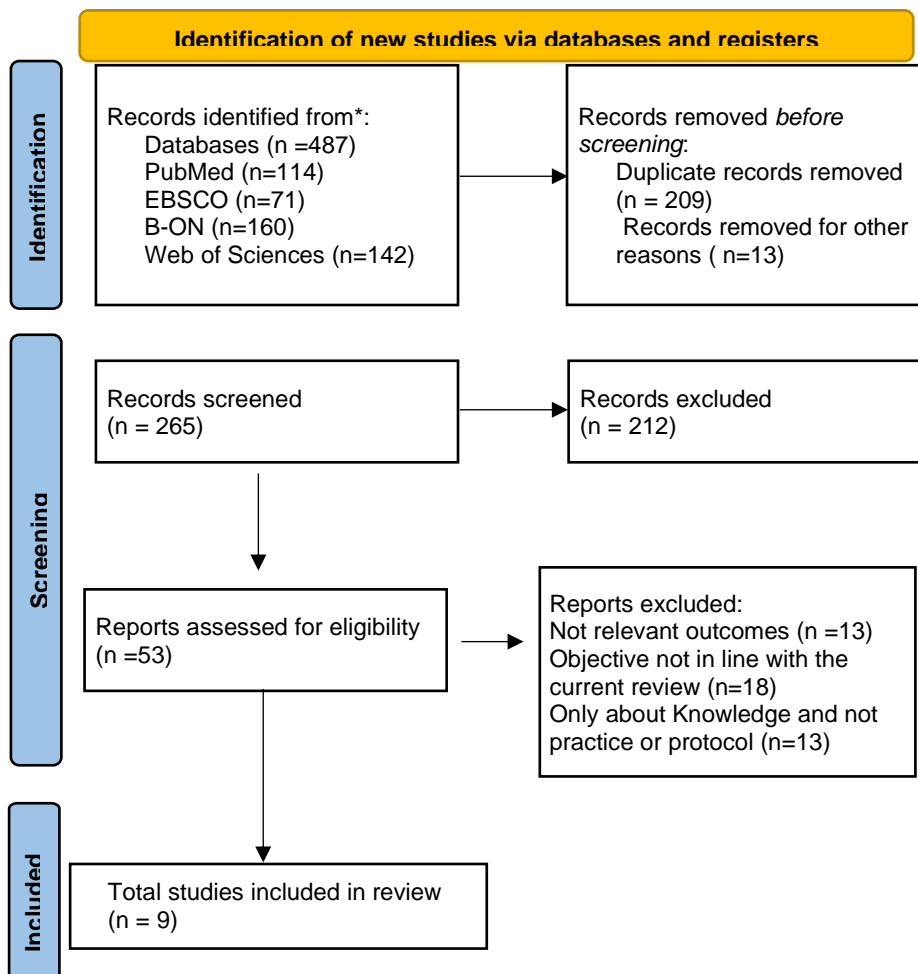 Identification of new studies via databases and registers
Identification
Records identified from*:
Databases (n =487)
PubMed (n=114)
EBSCO (n=71)
B-ON (n=160)
Web of Sciences (n=142)
Records removed before
screening:
Duplicate records removed
(n = 209)
Records removed for other
reasons ( n=13)
Screening
Records screened
(n = 265)
Records excluded
(n = 212)
Reports assessed for eligibility
(n =53)
Reports excluded:
Not relevant outcomes (n =13)
Objective not in line with the
current review (n=18)
Only about Knowledge and not
practice or protocol (n=13)
Included
Total studies included in review
(n = 9)